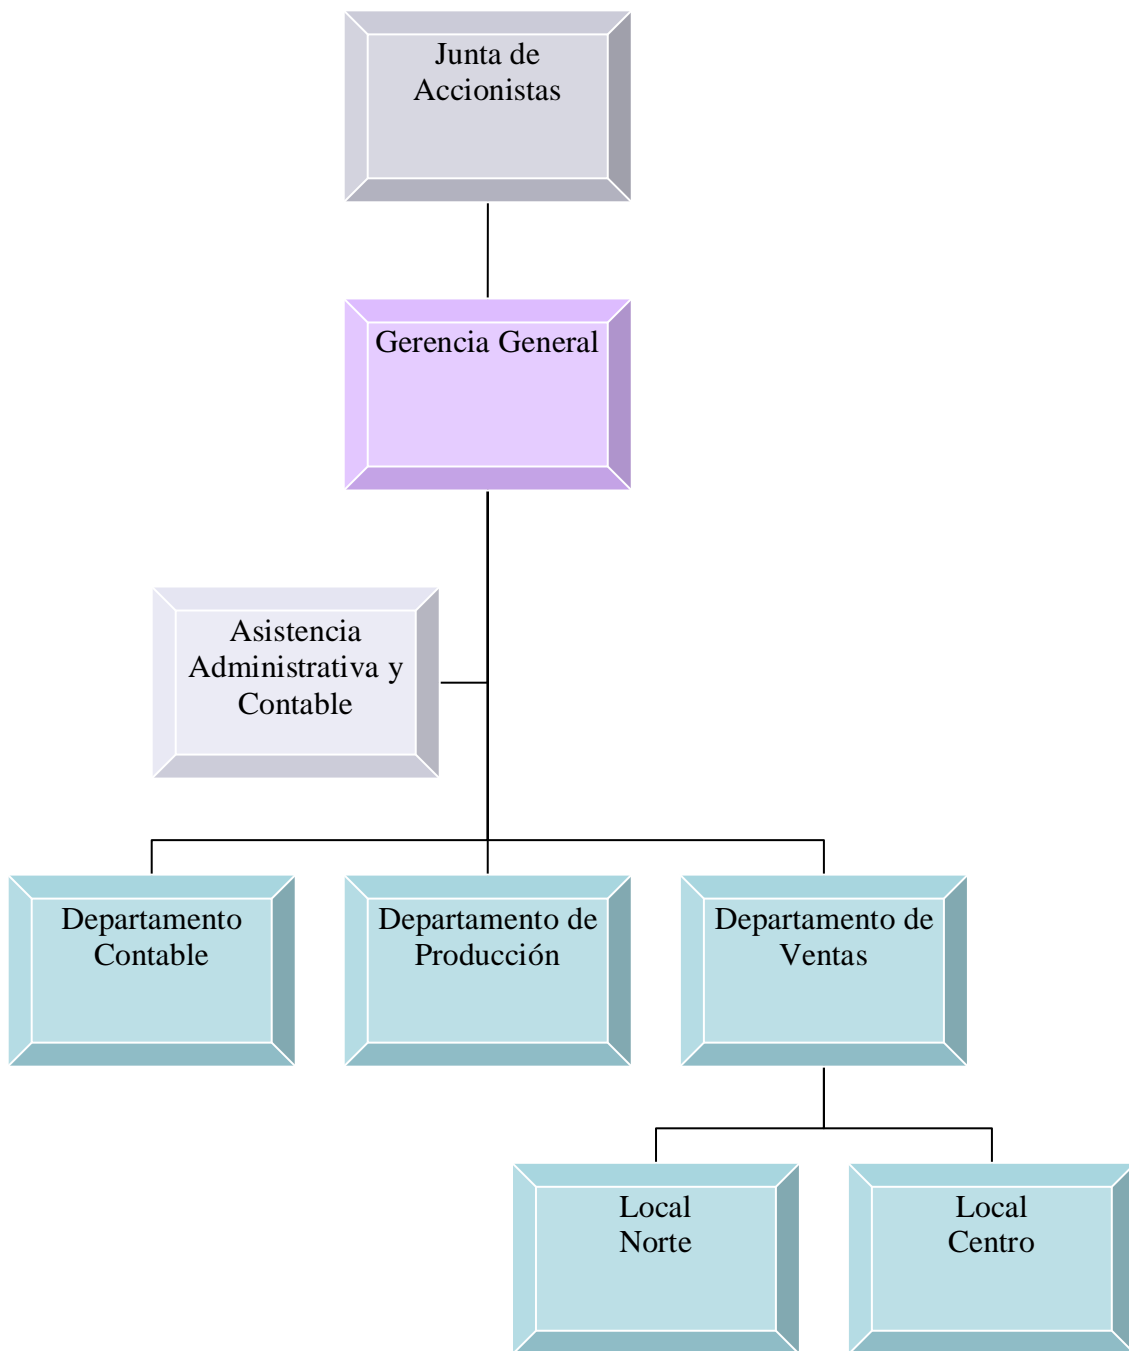 Junta de
Accionistas
Gerencia General
Asistencia
Administrativa y
Contable
Departamento
Contable
Departamento de
Producción
Departamento de
Ventas
Local
Norte
Local
Centro